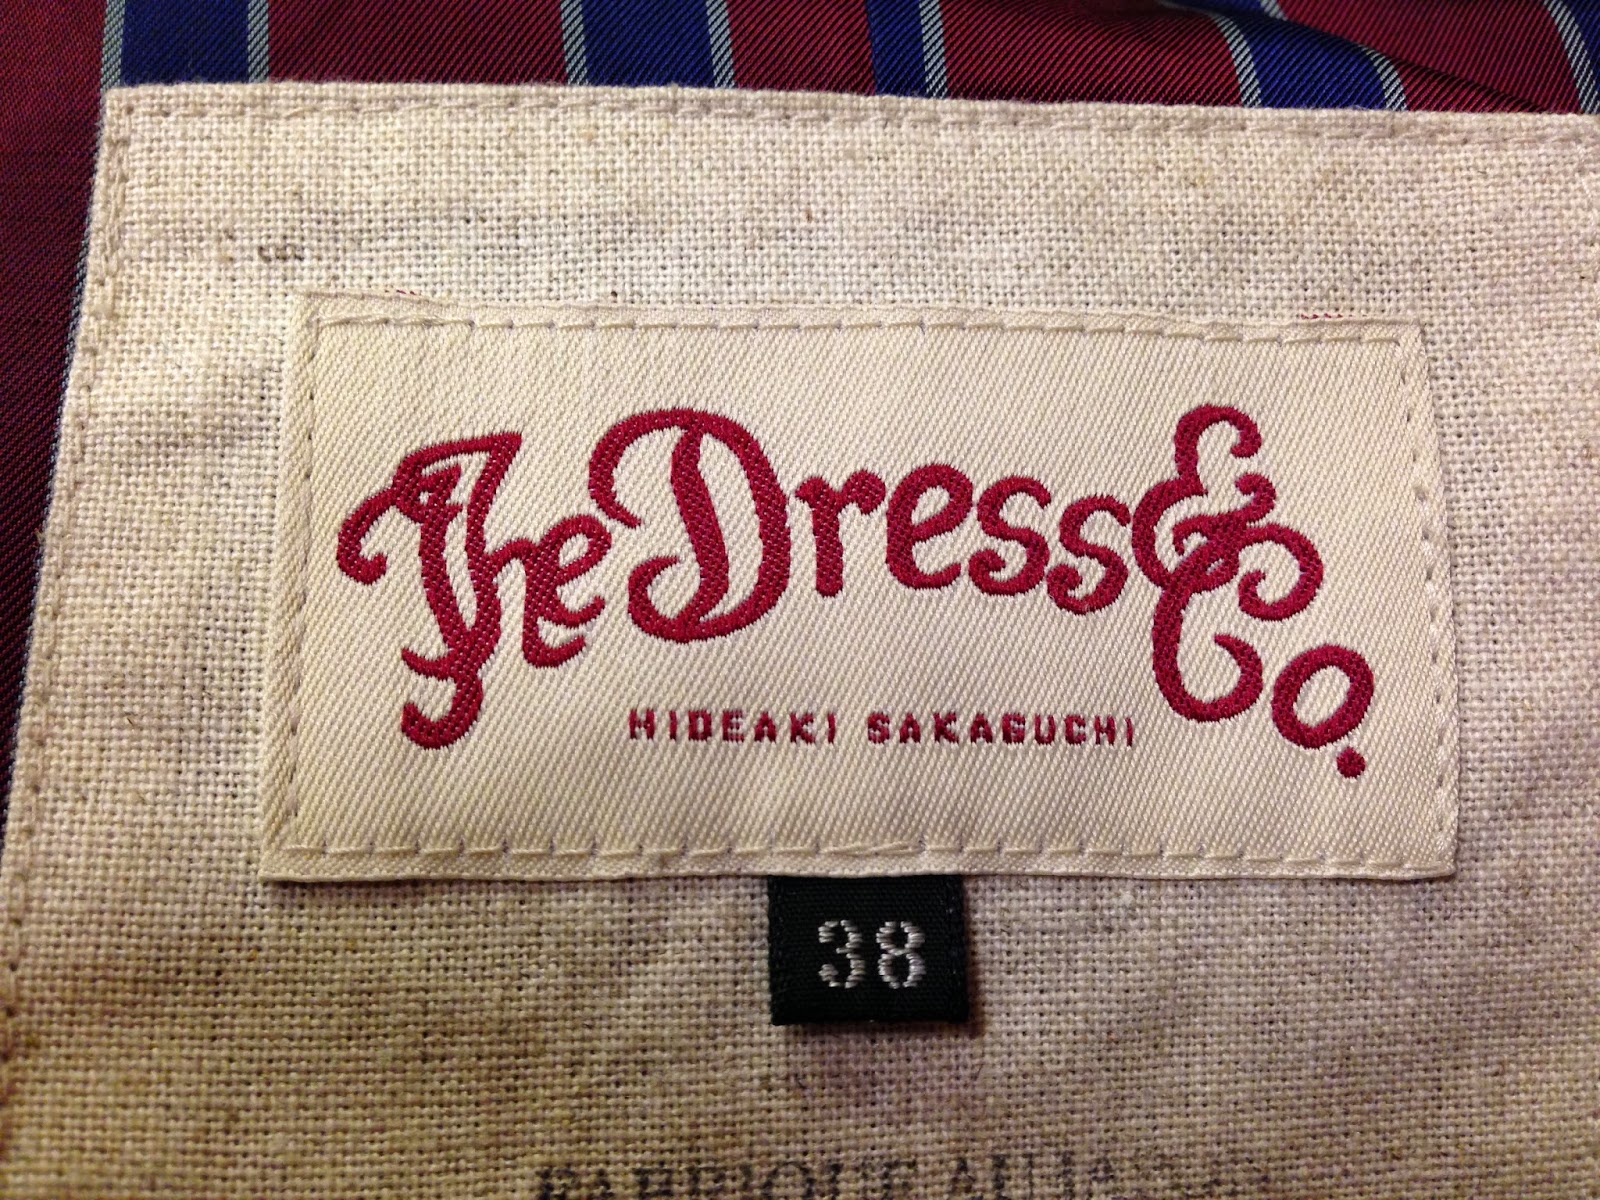 The Dress & Co.
HIDEAKI SAKAGUCHI
38